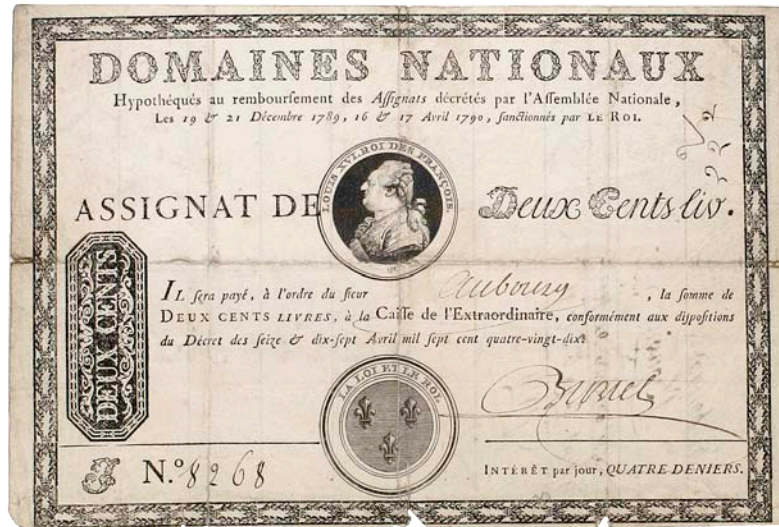 DOMAINES NATIONAUX
Hypothéqués au rembourſement des Aſſignats décrétés par l'Aſſemblée Nationale,
Les 19 & 21 Décembre 1789, 16 & 17 Avril 1790, ſanctionnés par LE ROI.
LOUIS XVI. ROI DES FRANÇOIS.
ASSIGNAT DE Deux Cents liv.
DEUX CENTS
IL ſera payé, à l'ordre du ſieur Aubouzy, la ſomme de
DEUX CENTS LIVRES, à la Caiſſe de l'Extraordinaire, conformément aux diſpoſitions
du Décret des ſeize & dix-ſept Avril mil ſept cent quatre-vingt-dix.
LA LOI ET LE ROI.
N.º 8268
INTÉRÊT par jour, QUATRE DENIERS.